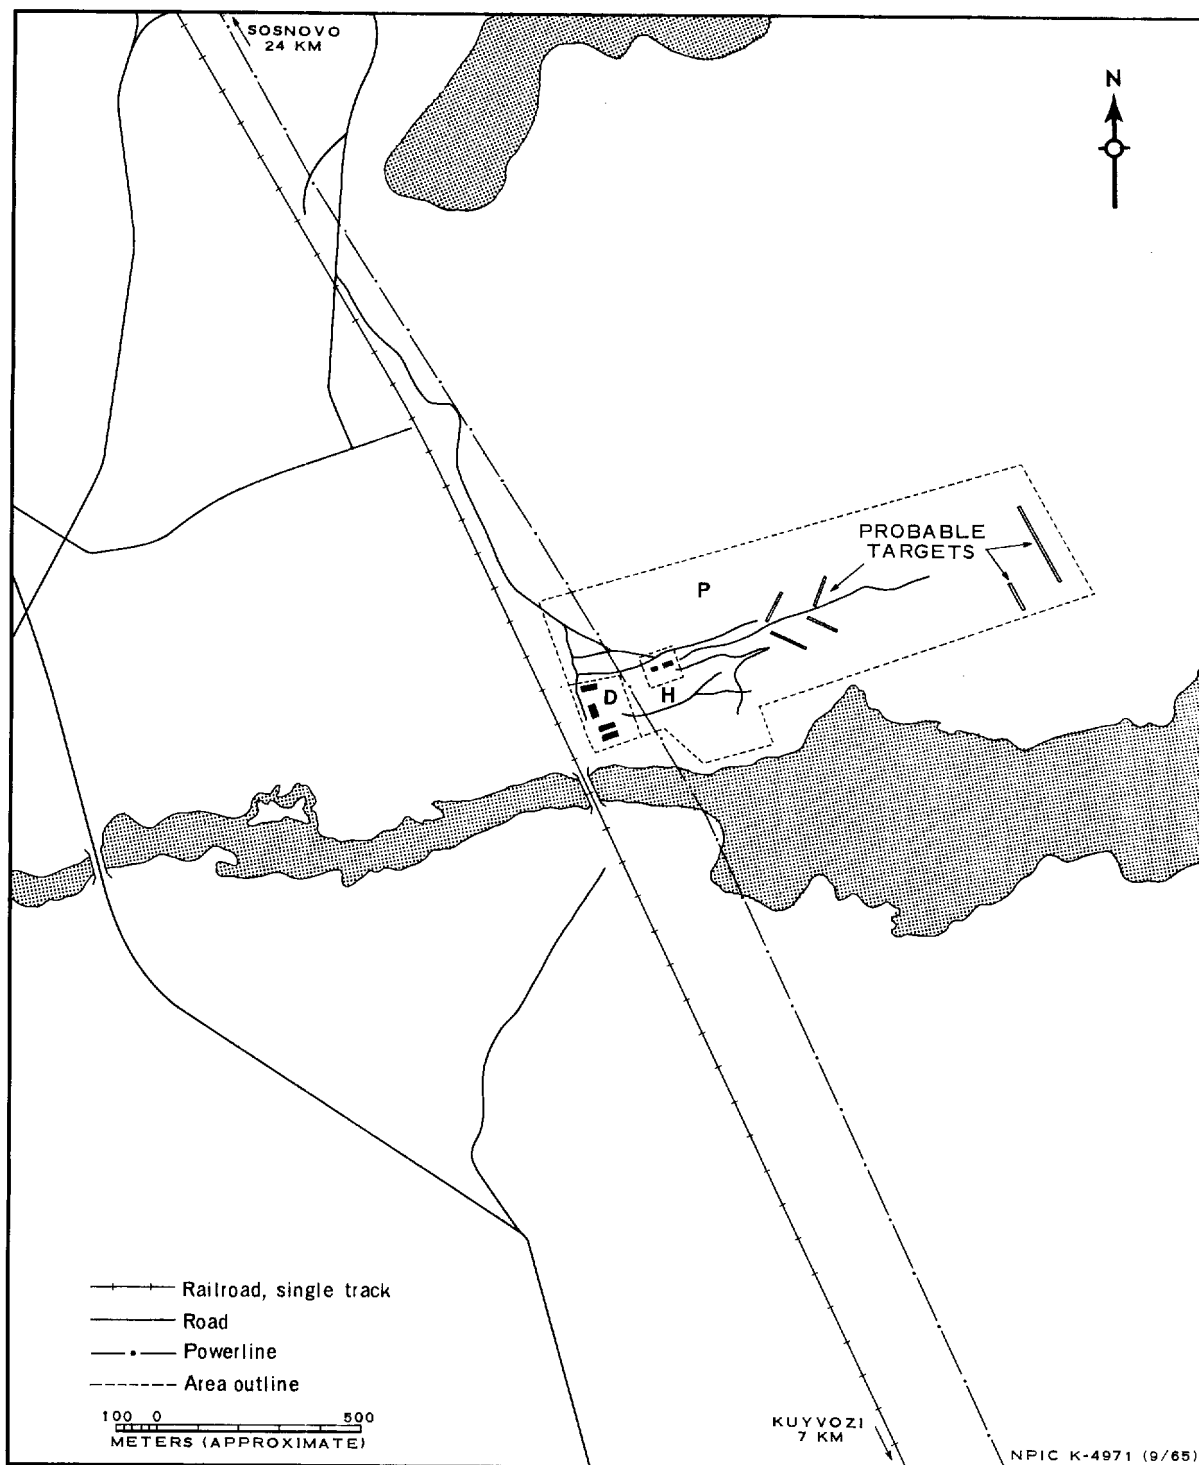 SOSNOVO
24 KM
N
PROBABLE
TARGETS
P
D
H
Railroad, single track
Road
Powerline
Area outline
100 0 500
METERS (APPROXIMATE)
KUYVOZI
7 KM
NPIC K-4971 (9/65)